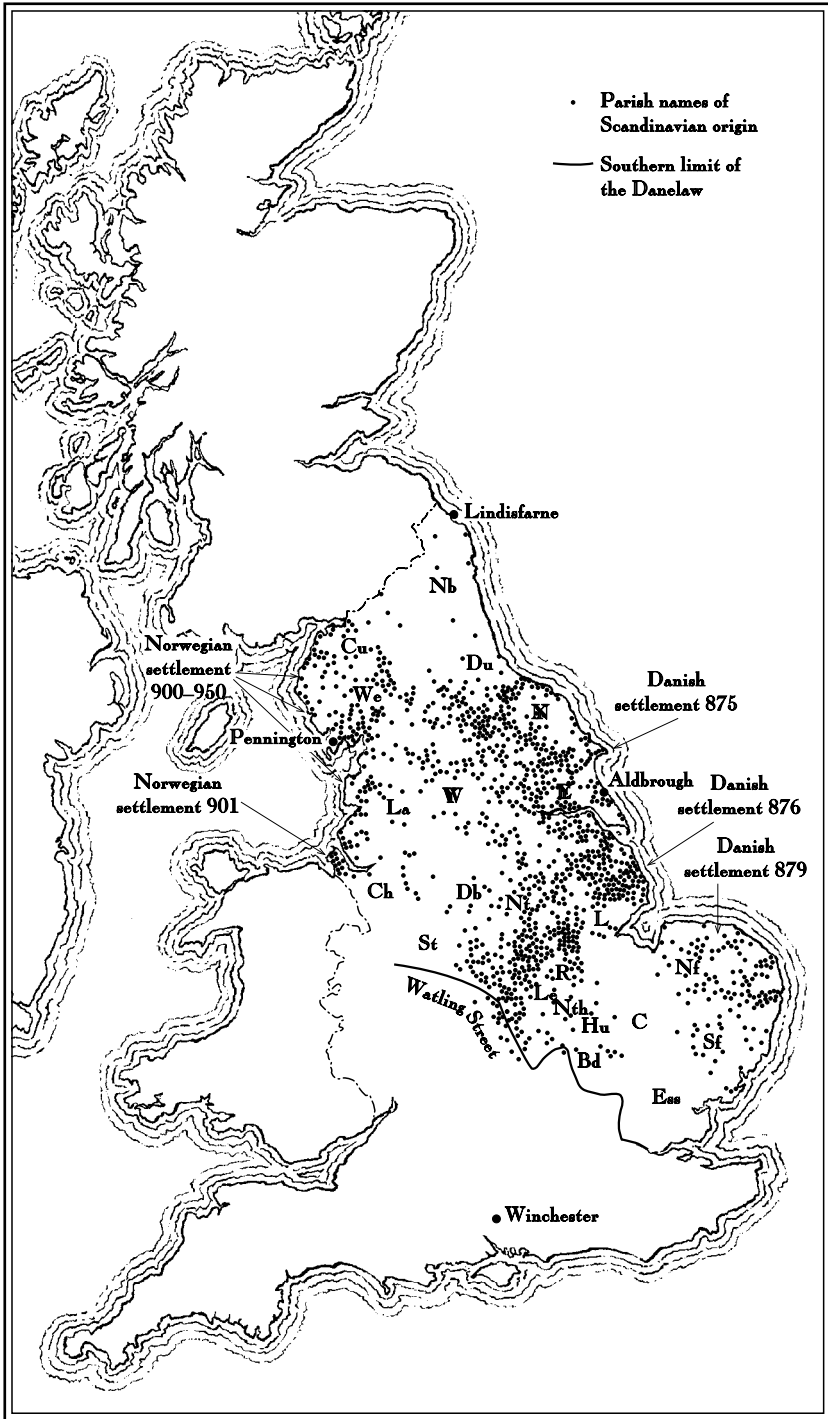 Parish names of
Scandinavian origin
Southern limit of
the Danelaw
Lindisfarne
Nb
Norwegian
settlement
900–950
Cu
Du
We
Danish
settlement 875
N
Pennington
Aldbrough
Norwegian
settlement 901
La
Danish
settlement 876
Danish
settlement 879
Ch
Db
Nt
L
St
R
Nf
Watling Street
Le
Nth
Hu
C
Sf
Bd
Ess
Winchester